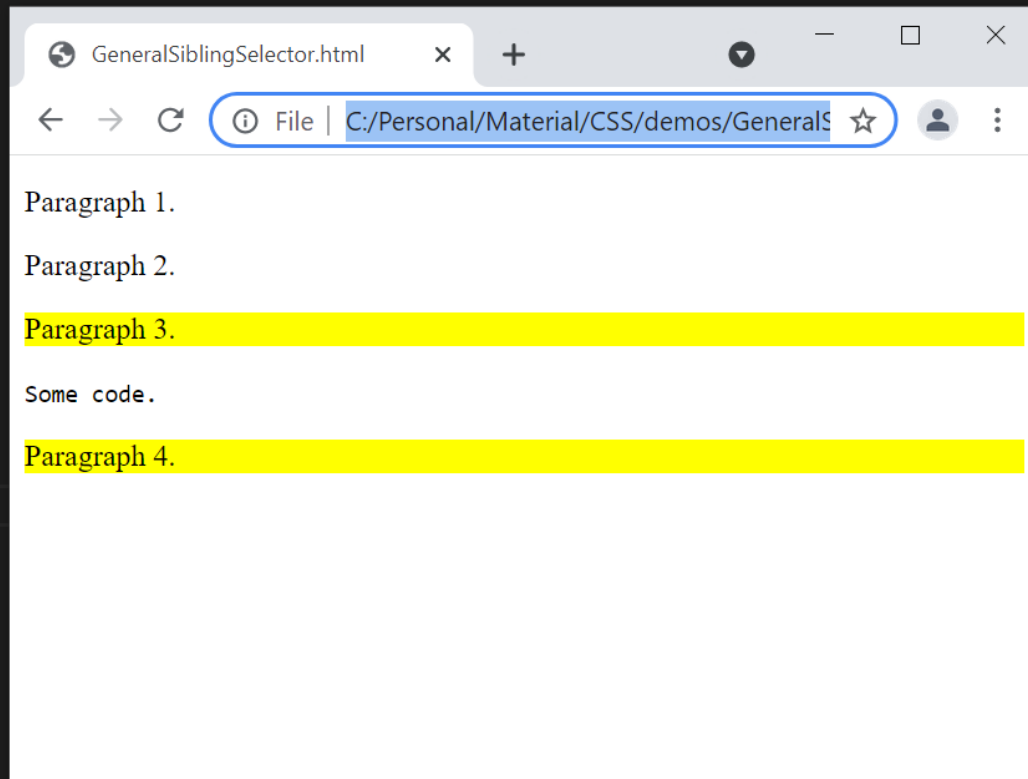 GeneralSiblingSelector.html
File | C:/Personal/Material/CSS/demos/GeneralS
Paragraph 1.
Paragraph 2.
Paragraph 3.
Some code.
Paragraph 4.